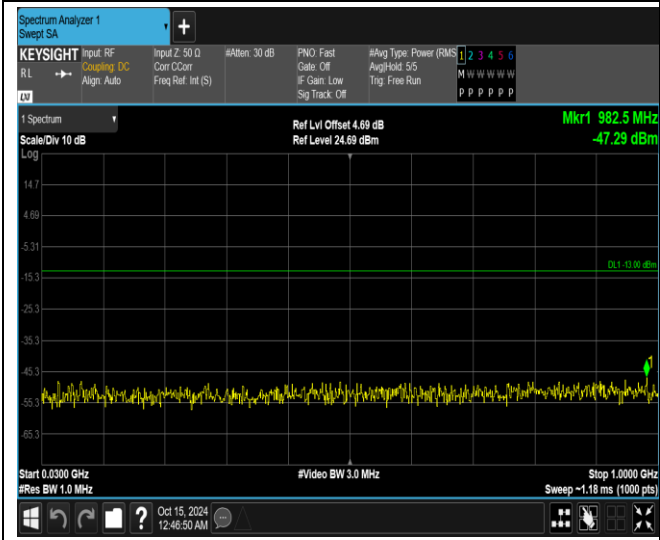 Spectrum Analyzer 1
Swept SA
+
KEYSIGHT
RL
LXI
Input: RF
Coupling: DC
Align: Auto
Input Z: 50 Ω
Corr CCorr
Freq Ref: Int (S)
#Atten: 30 dB
PNO: Fast
Gate: Off
IF Gain: Low
Sig Track: Off
#Avg Type: Power (RMS
Avg|Hold: 5/5
Trig: Free Run
1 2 3 4 5 6
M W W W W W
P P P P P P
1 Spectrum
Scale/Div 10 dB
Log
Ref Lvl Offset 4.69 dB
Ref Level 24.69 dBm
Mkr1 982.5 MHz
-47.29 dBm
14.7
4.69
-5.31
DL1 -13.00 dBm
-15.3
-25.3
-35.3
-45.3
1
-55.3
-65.3
Start 0.0300 GHz
#Res BW 1.0 MHz
#Video BW 3.0 MHz
Stop 1.0000 GHz
Sweep ~1.18 ms (1000 pts)
?
Oct 15, 2024
12:46:50 AM